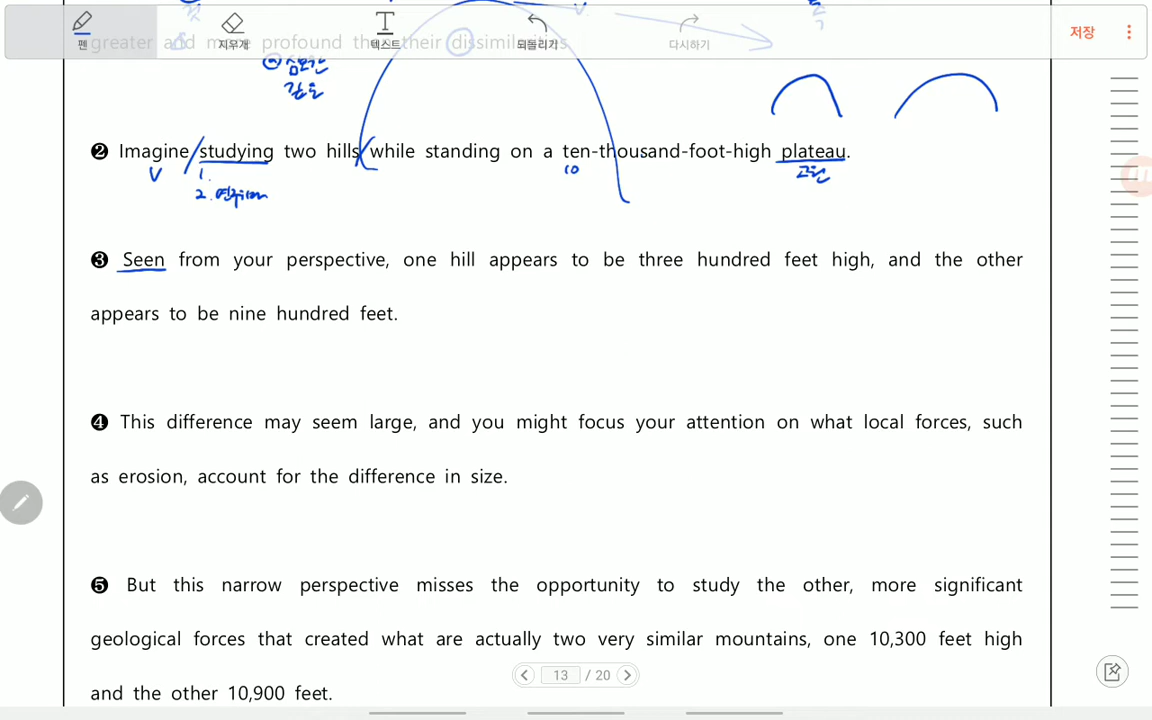 펜
지우개
텍스트
되돌리기
다시하기
저장
greater and more profound than their dissimilarities.
❷ Imagine studying two hills while standing on a ten-thousand-foot-high plateau.
V
1.
10
고원
2. 연구하다
❸ Seen from your perspective, one hill appears to be three hundred feet high, and the other
appears to be nine hundred feet.
❹ This difference may seem large, and you might focus your attention on what local forces, such
as erosion, account for the difference in size.
❺ But this narrow perspective misses the opportunity to study the other, more significant
geological forces that created what are actually two very similar mountains, one 10,300 feet high
13 / 20
and the other 10,900 feet.